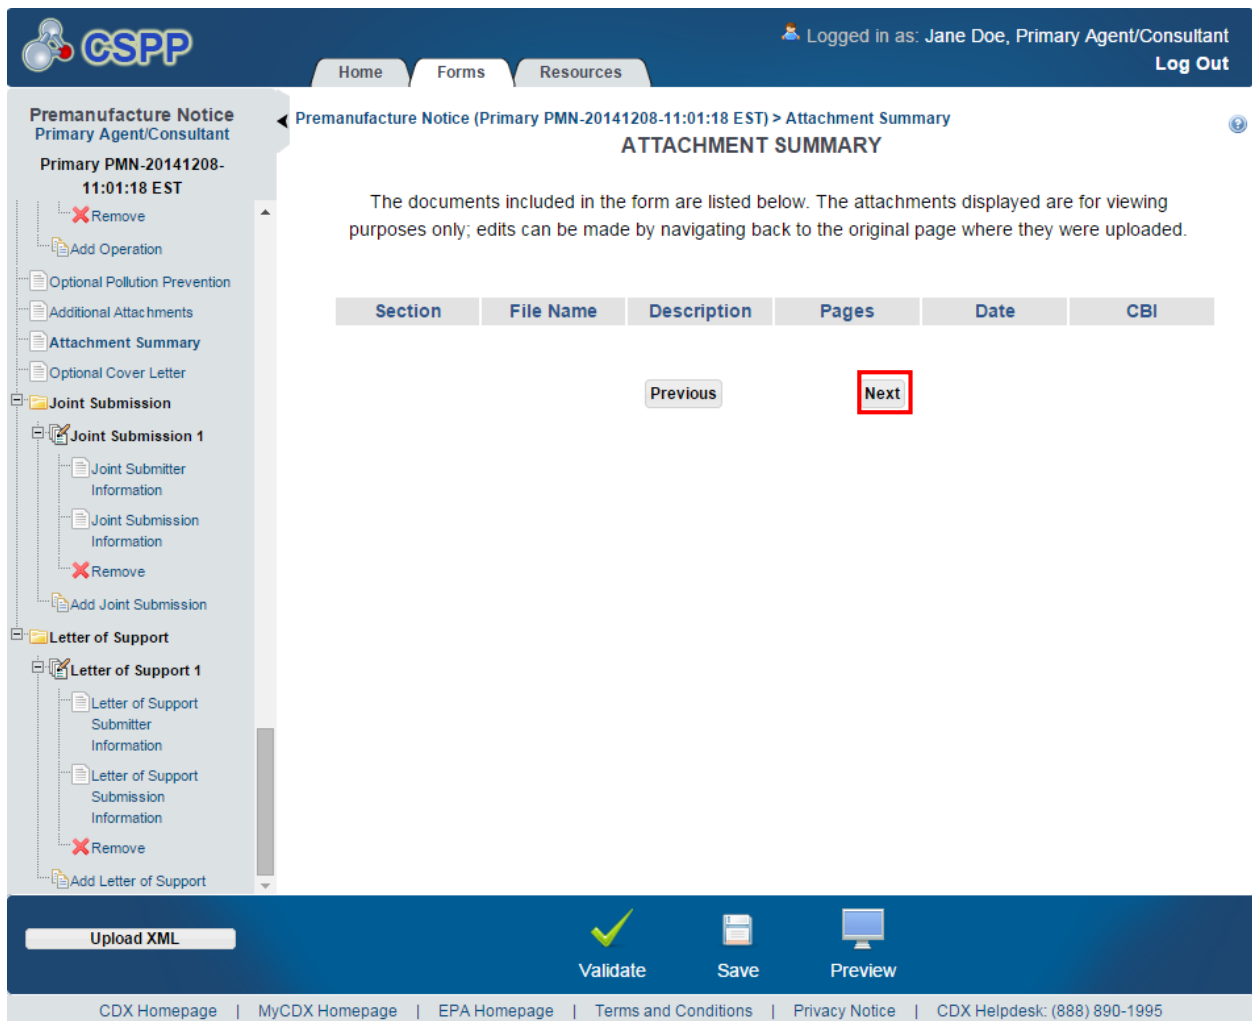 CSPP
Logged in as: Jane Doe, Primary Agent/Consultant
Log Out
Home Forms Resources
Premanufacture Notice
Primary Agent/Consultant
Primary PMN-20141208-
11:01:18 EST
Remove
Add Operation
Optional Pollution Prevention
Additional Attachments
Attachment Summary
Optional Cover Letter
Joint Submission
Joint Submission 1
Joint Submitter
Information
Joint Submission
Information
Remove
Add Joint Submission
Letter of Support
Letter of Support 1
Letter of Support
Submitter
Information
Letter of Support
Submission
Information
Remove
Add Letter of Support
Premanufacture Notice (Primary PMN-20141208-11:01:18 EST) > Attachment Summary
ATTACHMENT SUMMARY
The documents included in the form are listed below. The attachments displayed are for viewing
purposes only; edits can be made by navigating back to the original page where they were uploaded.
Section File Name Description Pages Date CBI
Previous Next
Upload XML
Validate Save Preview
CDX Homepage | MyCDX Homepage | EPA Homepage | Terms and Conditions | Privacy Notice | CDX Helpdesk: (888) 890-1995